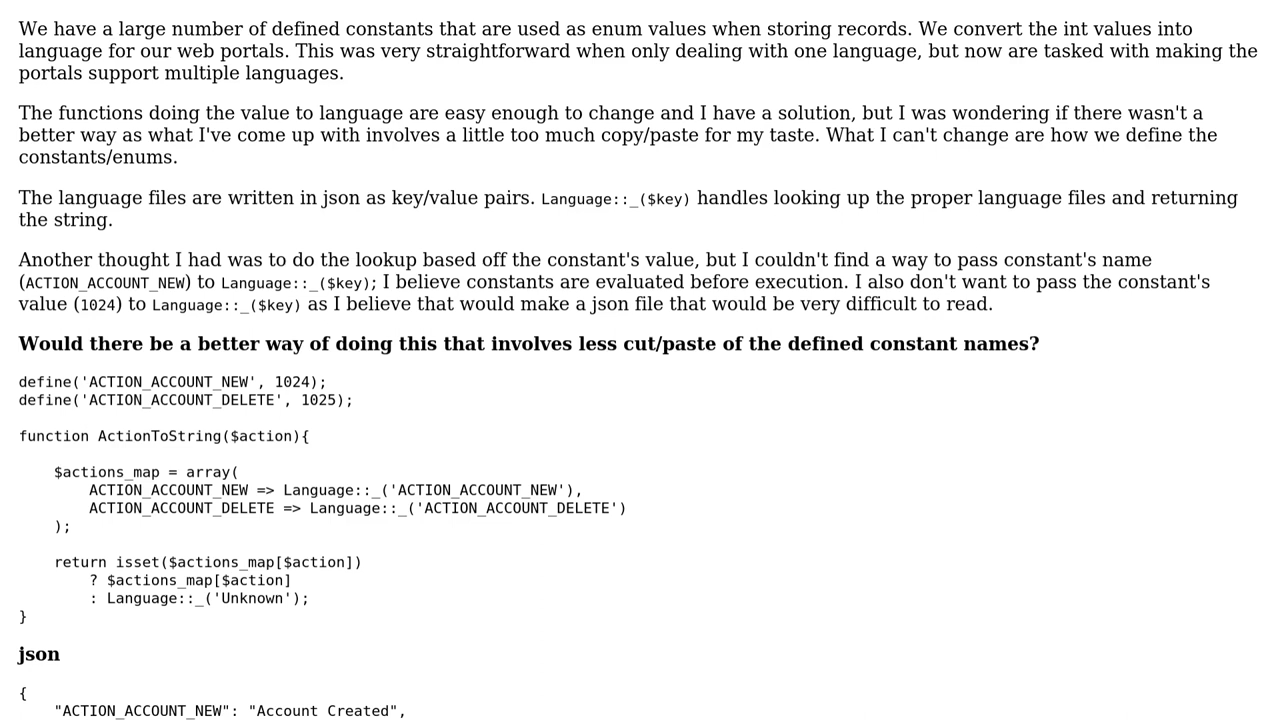 We have a large number of defined constants that are used as enum values when storing records. We convert the int values into
language for our web portals. This was very straightforward when only dealing with one language, but now are tasked with making the
portals support multiple languages.
The functions doing the value to language are easy enough to change and I have a solution, but I was wondering if there wasn't a
better way as what I've come up with involves a little too much copy/paste for my taste. What I can't change are how we define the
constants/enums.
The language files are written in json as key/value pairs. Language::_($key) handles looking up the proper language files and returning
the string.
Another thought I had was to do the lookup based off the constant's value, but I couldn't find a way to pass constant's name
(ACTION_ACCOUNT_NEW) to Language::_($key); I believe constants are evaluated before execution. I also don't want to pass the constant's
value (1024) to Language::_($key) as I believe that would make a json file that would be very difficult to read.
Would there be a better way of doing this that involves less cut/paste of the defined constant names?
define('ACTION_ACCOUNT_NEW', 1024);
define('ACTION_ACCOUNT_DELETE', 1025);
function ActionToString($action){
    $actions_map = array(
        ACTION_ACCOUNT_NEW => Language::_('ACTION_ACCOUNT_NEW'),
        ACTION_ACCOUNT_DELETE => Language::_('ACTION_ACCOUNT_DELETE')
    );
    return isset($actions_map[$action])
        ? $actions_map[$action]
        : Language::_('Unknown');
}
json
{
    "ACTION_ACCOUNT_NEW": "Account Created",